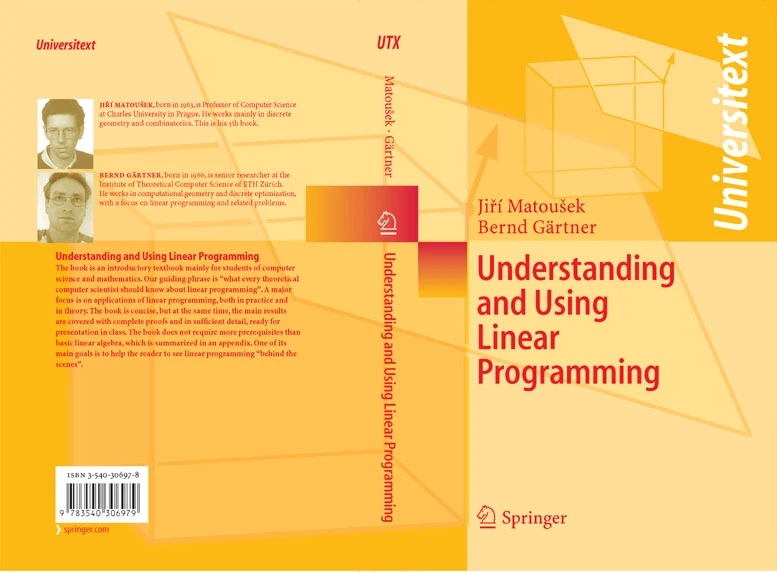 Universitext
JIŘÍ MATOUŠEK, born in 1963, is Professor of Computer Science
at Charles University in Prague. He works mainly in discrete
geometry and combinatorics. This is his 5th book.
BERND GÄRTNER, born in 1966, is senior researcher at the
Institute of Theoretical Computer Science of ETH Zürich.
He works in computational geometry and discrete optimization,
with a focus on linear programming and related problems.
Understanding and Using Linear Programming
The book is an introductory textbook mainly for students of computer
science and mathematics. Our guiding phrase is “what every theoretical
computer scientist should know about linear programming”. A major
focus is on applications of linear programming, both in practice and
in theory. The book is concise, but at the same time, the main results
are covered with complete proofs and in sufficient detail, ready for
presentation in class. The book does not require more prerequisites than
basic linear algebra, which is summarized in an appendix. One of its
main goals is to help the reader to see linear programming “behind the
scenes”.
ISBN 3-540-30697-8
9 783540 306979
› springer.com
UTX
Matoušek · Gärtner
Understanding and Using Linear Programming
Universitext
Jiří Matoušek
Bernd Gärtner
Understanding
and Using
Linear
Programming
Springer